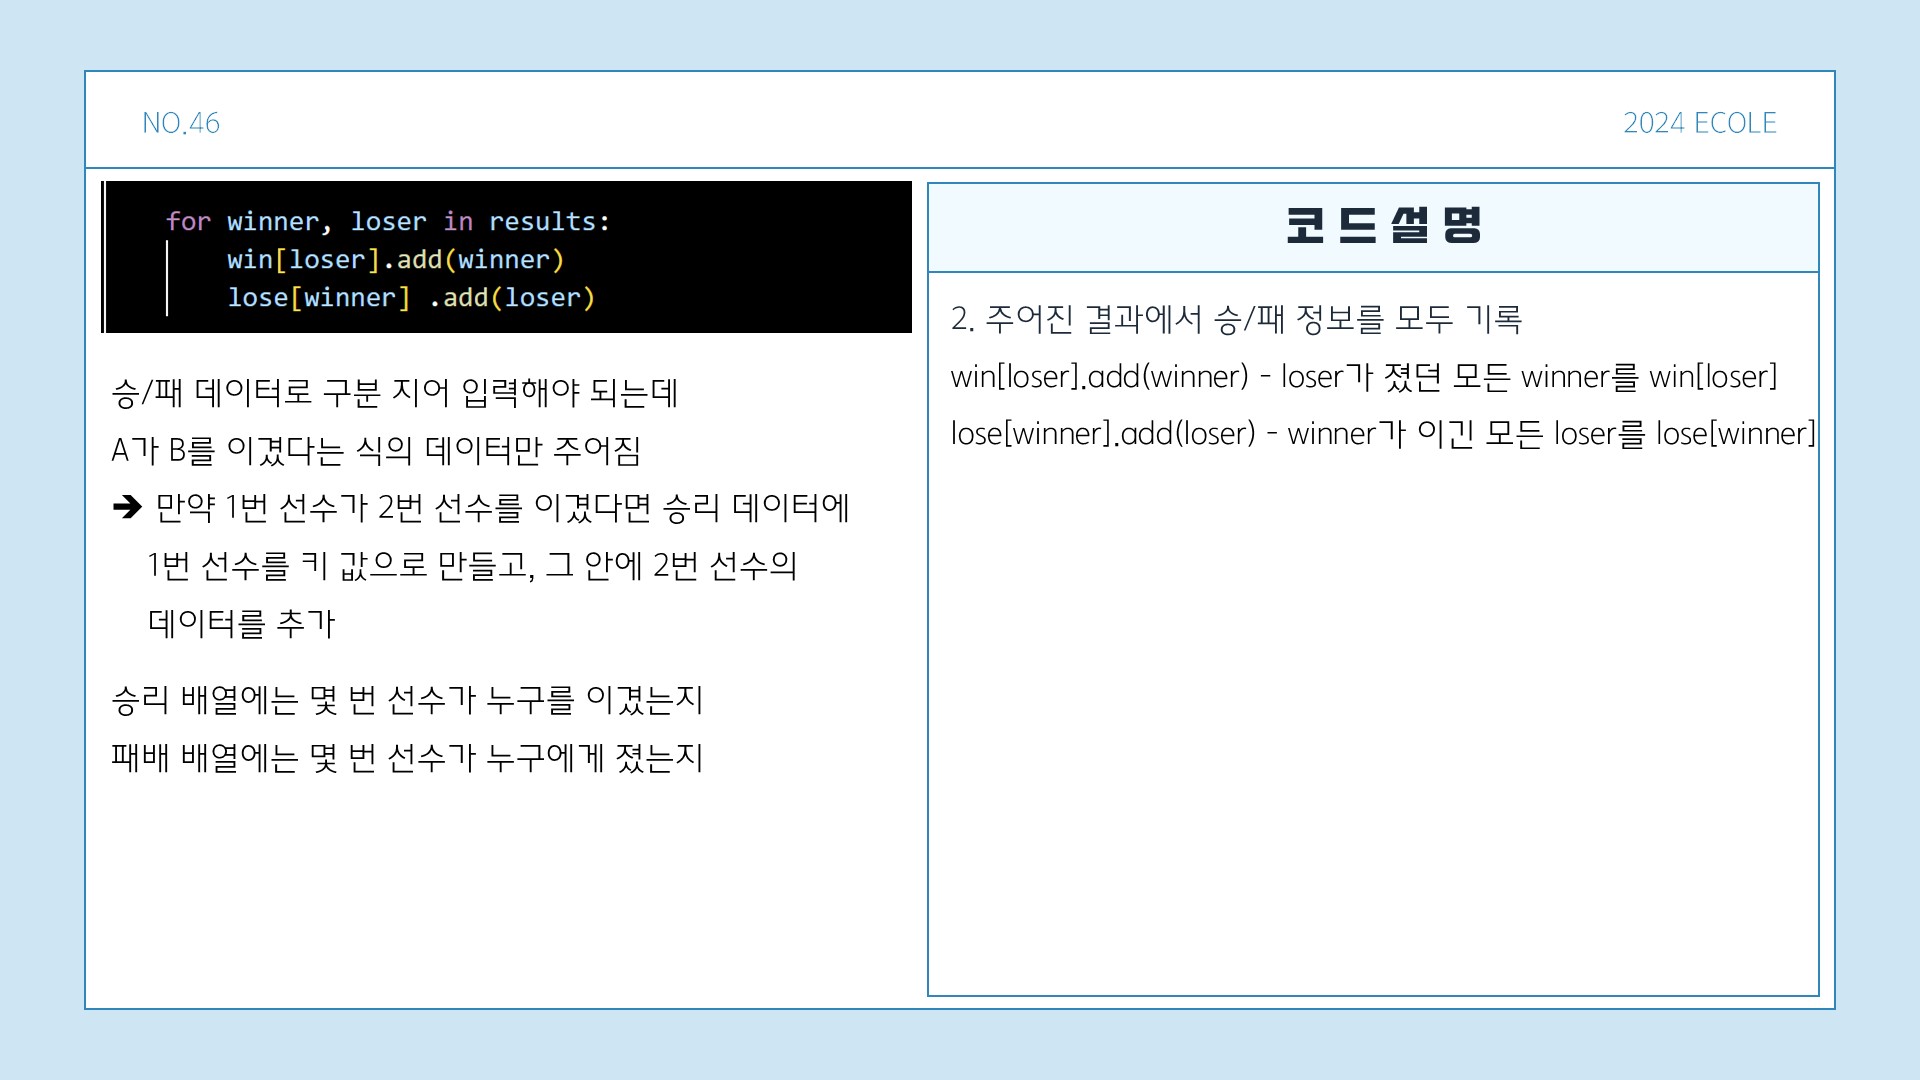 NO.46
2024 ECOLE
for winner, loser in results:
win[loser].add(winner)
lose[winner] .add(loser)
승/패 데이터로 구분 지어 입력해야 되는데
A가 B를 이겼다는 식의 데이터만 주어짐
➔ 만약 1번 선수가 2번 선수를 이겼다면 승리 데이터에
1번 선수를 키 값으로 만들고, 그 안에 2번 선수의
데이터를 추가
승리 배열에는 몇 번 선수가 누구를 이겼는지
패배 배열에는 몇 번 선수가 누구에게 졌는지
코드설명
2. 주어진 결과에서 승/패 정보를 모두 기록
win[loser].add(winner) - loser가 졌던 모든 winner를 win[loser]
lose[winner].add(loser) - winner가 이긴 모든 loser를 lose[winner]